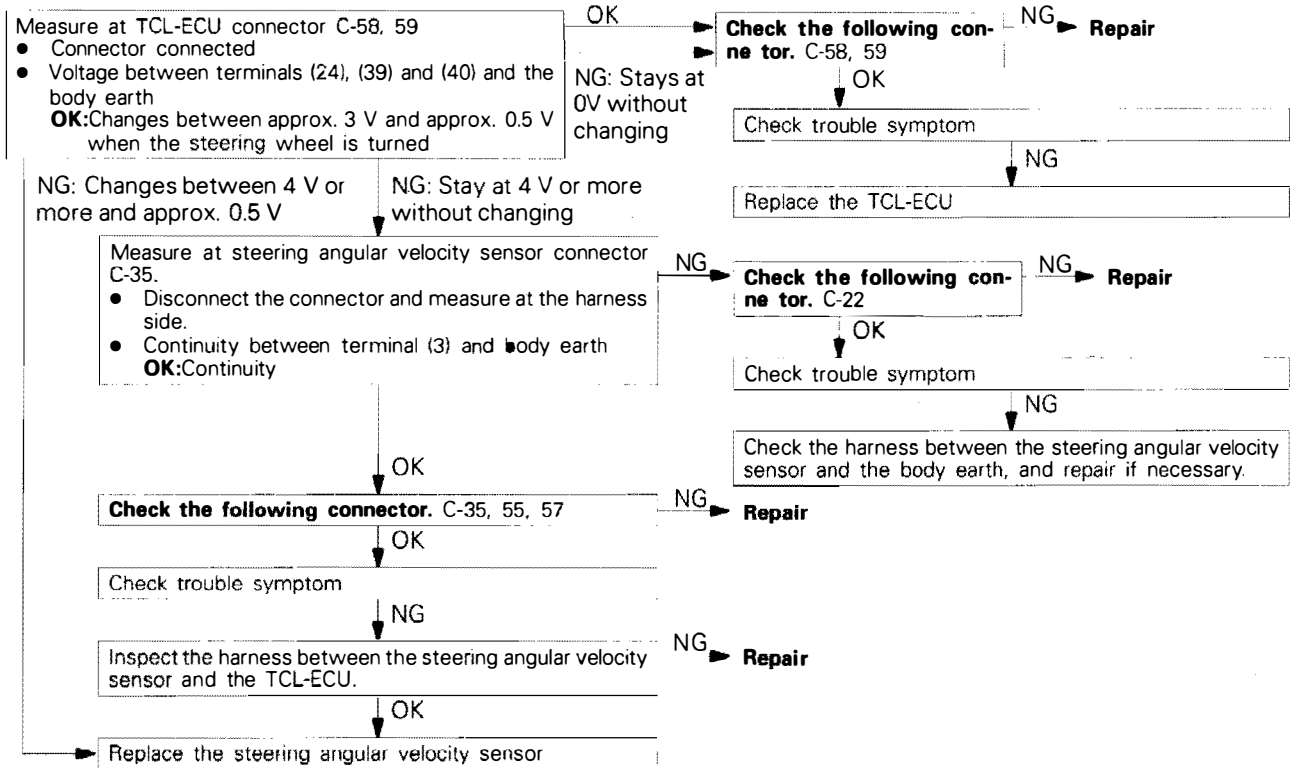 Measure at TCL-ECU connector C-58, 59
● Connector connected
● Voltage between terminals (24), (39) and (40) and the
body earth
OK:Changes between approx. 3 V and approx. 0.5 V
when the steering wheel is turned
OK
NG: Stays at
0V without
changing
Check the following con-
ne tor. C-58, 59
NG
Repair
OK
Check trouble symptom
NG
Replace the TCL-ECU
NG: Changes between 4 V or
more and approx. 0.5 V
NG: Stay at 4 V or more
without changing
Measure at steering angular velocity sensor connector
C-35.
● Disconnect the connector and measure at the harness
side.
● Continuity between terminal (3) and body earth
OK:Continuity
NG
Check the following con-
ne tor. C-22
NG
Repair
OK
Check trouble symptom
NG
Check the harness between the steering angular velocity
sensor and the body earth, and repair if necessary.
OK
Check the following connector. C-35, 55, 57
NG
Repair
OK
Check trouble symptom
NG
Inspect the harness between the steering angular velocity
sensor and the TCL-ECU.
NG
Repair
OK
Replace the steering angular velocity sensor